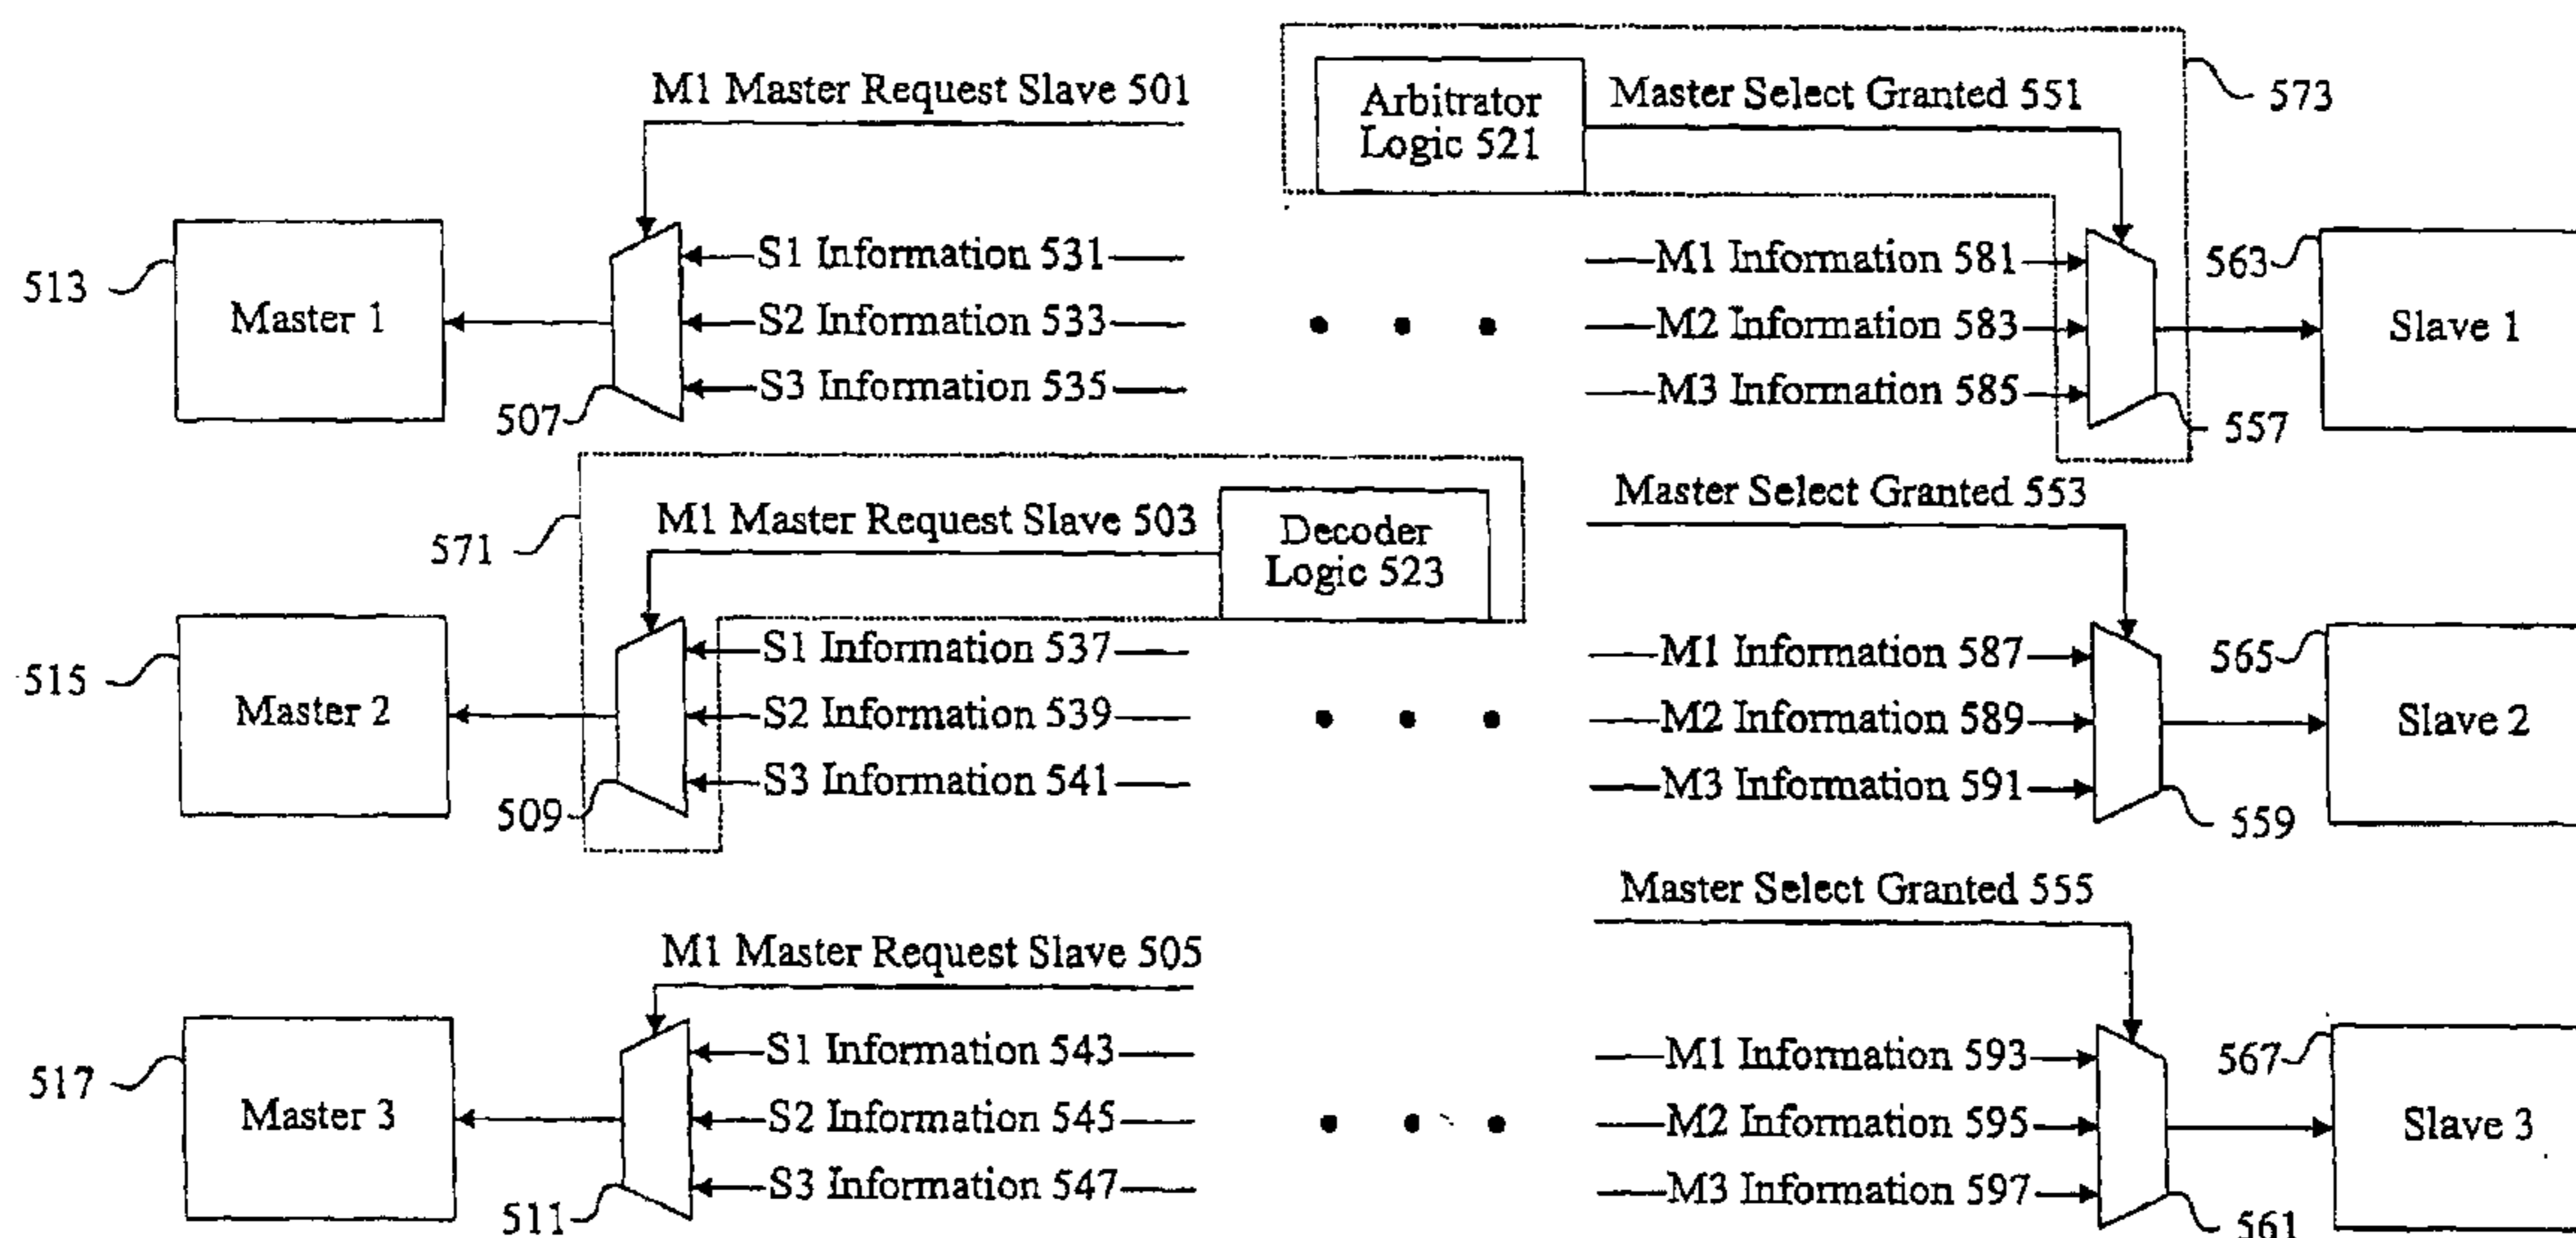 M1 Master Request Slave 501
Arbitrator
Logic 521
Master Select Granted 551
573
513
Master 1
S1 Information 531
S2 Information 533
S3 Information 535
507
M1 Information 581
M2 Information 583
M3 Information 585
557
563
Slave 1
571
M1 Master Request Slave 503
Decoder
Logic 523
Master Select Granted 553
515
Master 2
S1 Information 537
S2 Information 539
S3 Information 541
509
M1 Information 587
M2 Information 589
M3 Information 591
559
565
Slave 2
M1 Master Request Slave 505
Master Select Granted 555
517
Master 3
S1 Information 543
S2 Information 545
S3 Information 547
511
M1 Information 593
M2 Information 595
M3 Information 597
561
567
Slave 3